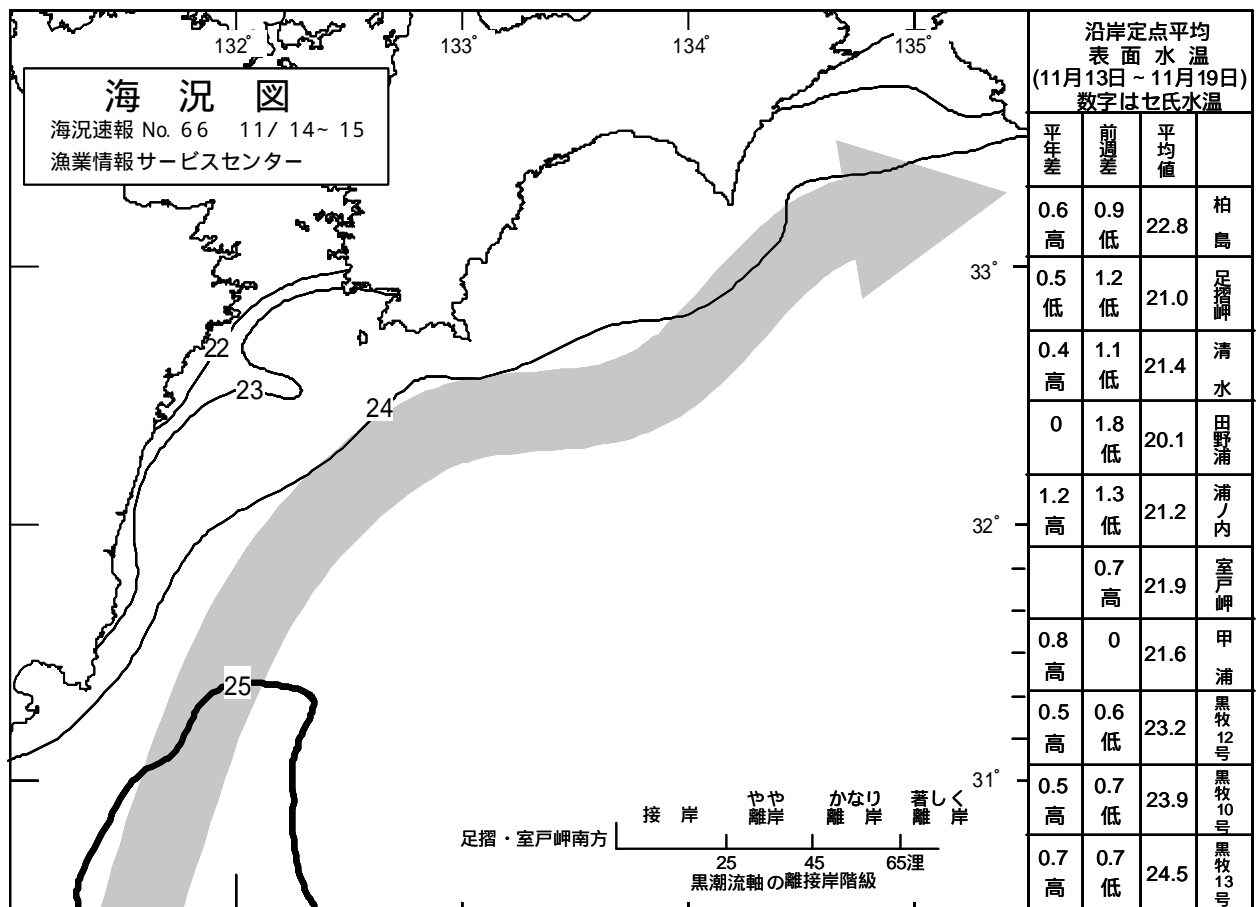 132°
133°
134°
135°
海 況 図
海況速報 No. 66 11/ 14~ 15
漁業情報サービスセンター
22
23
24
25
33°
32°
31°
接 岸
やや
離岸
かなり
離 岸
著しく
離 岸
足摺・室戸岬南方
25 45 65浬
黒潮流軸の離接岸階級
沿岸定点平均
表 面 水 温
(11月13日 ~ 11月19日)
数字はセ氏水温
平年差 前週差 平均値
0.6高 0.9低 22.8 柏島
0.5低 1.2低 21.0 足摺岬
0.4高 1.1低 21.4 清水
0 1.8低 20.1 田野浦
1.2高 1.3低 21.2 浦ノ内
0.7高 21.9 室戸岬
0.8高 0 21.6 甲浦
0.5高 0.6低 23.2 黒牧12号
0.5高 0.7低 23.9 黒牧10号
0.7高 0.7低 24.5 黒牧13号